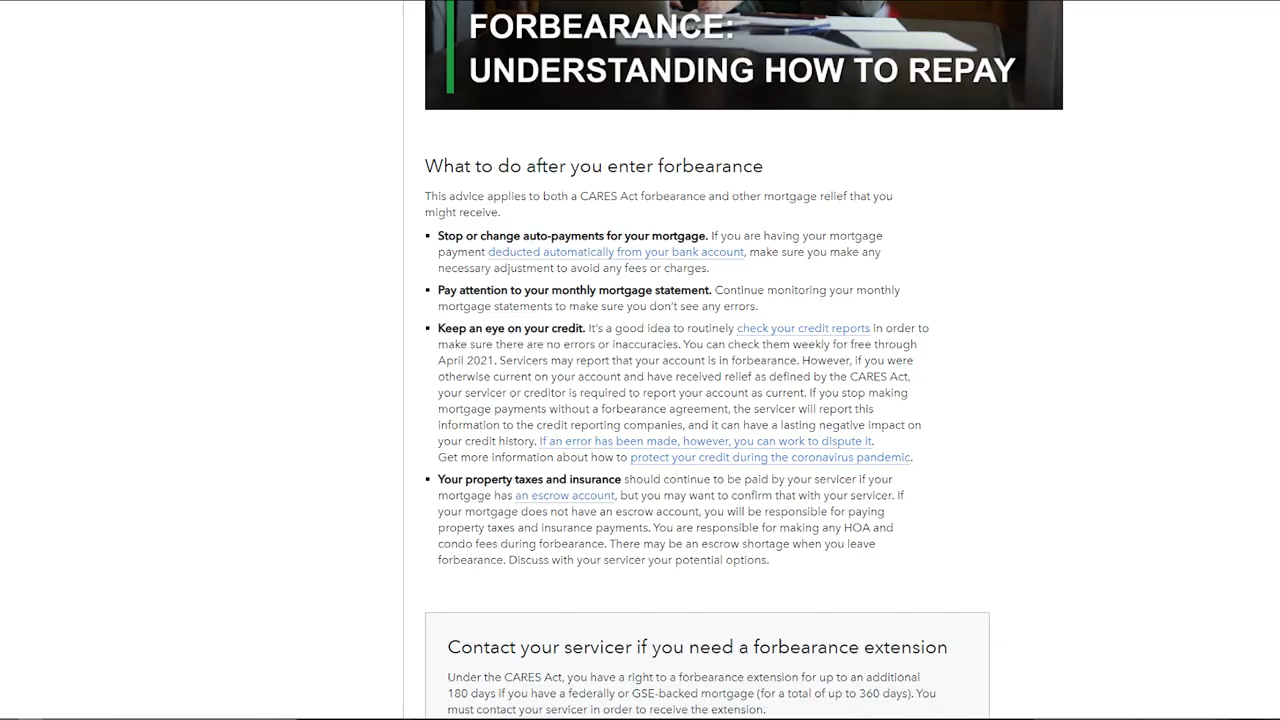 FORBEARANCE:
UNDERSTANDING HOW TO REPAY
What to do after you enter forbearance
This advice applies to both a CARES Act forbearance and other mortgage relief that you
might receive.
▪ Stop or change auto-payments for your mortgage. If you are having your mortgage
payment deducted automatically from your bank account, make sure you make any
necessary adjustment to avoid any fees or charges.
▪ Pay attention to your monthly mortgage statement. Continue monitoring your monthly
mortgage statements to make sure you don't see any errors.
▪ Keep an eye on your credit. It's a good idea to routinely check your credit reports in order to
make sure there are no errors or inaccuracies. You can check them weekly for free through
April 2021. Servicers may report that your account is in forbearance. However, if you were
otherwise current on your account and have received relief as defined by the CARES Act,
your servicer or creditor is required to report your account as current. If you stop making
mortgage payments without a forbearance agreement, the servicer will report this
information to the credit reporting companies, and it can have a lasting negative impact on
your credit history. If an error has been made, however, you can work to dispute it.
Get more information about how to protect your credit during the coronavirus pandemic.
▪ Your property taxes and insurance should continue to be paid by your servicer if your
mortgage has an escrow account, but you may want to confirm that with your servicer. If
your mortgage does not have an escrow account, you will be responsible for paying
property taxes and insurance payments. You are responsible for making any HOA and
condo fees during forbearance. There may be an escrow shortage when you leave
forbearance. Discuss with your servicer your potential options.
Contact your servicer if you need a forbearance extension
Under the CARES Act, you have a right to a forbearance extension for up to an additional
180 days if you have a federally or GSE-backed mortgage (for a total of up to 360 days). You
must contact your servicer in order to receive the extension.